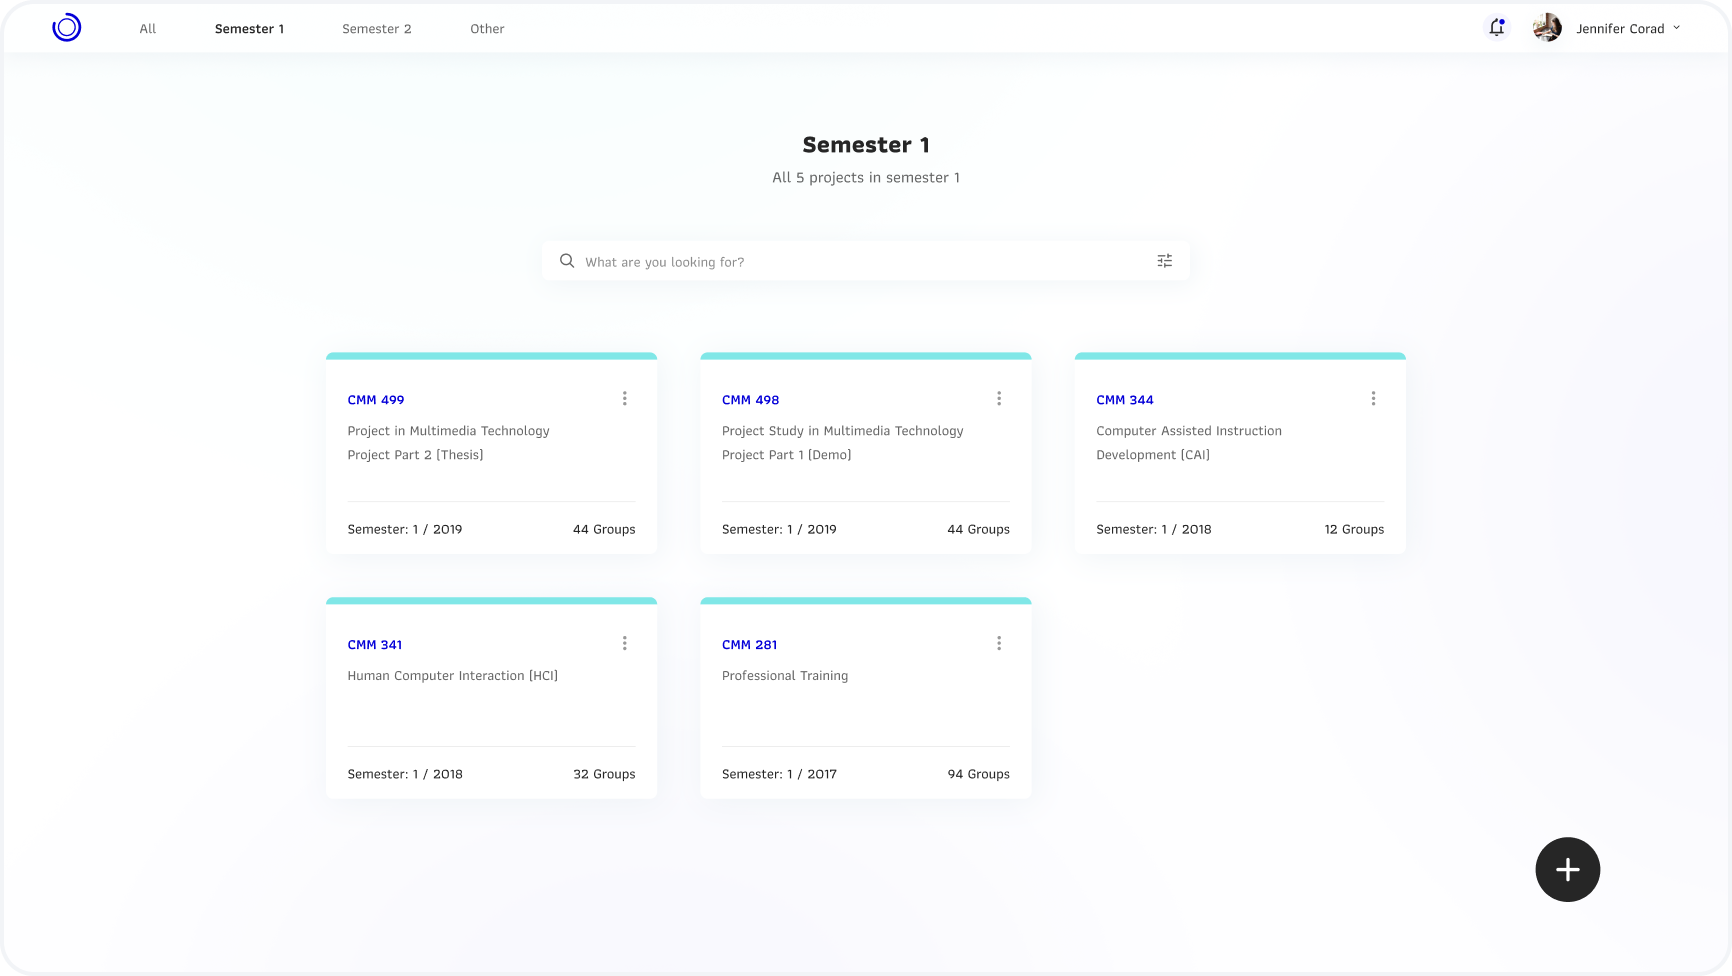 All
Semester 1
Semester 2
Other
Jennifer Corad
Semester 1
All 5 projects in semester 1
What are you looking for?
CMM 499
Project in Multimedia Technology
Project Part 2 [Thesis]
Semester: 1 / 2019
44 Groups
CMM 498
Project Study in Multimedia Technology
Project Part 1 [Demo]
Semester: 1 / 2019
44 Groups
CMM 344
Computer Assisted Instruction
Development [CAI]
Semester: 1 / 2018
12 Groups
CMM 341
Human Computer Interaction [HCI]
Semester: 1 / 2018
32 Groups
CMM 281
Professional Training
Semester: 1 / 2017
94 Groups